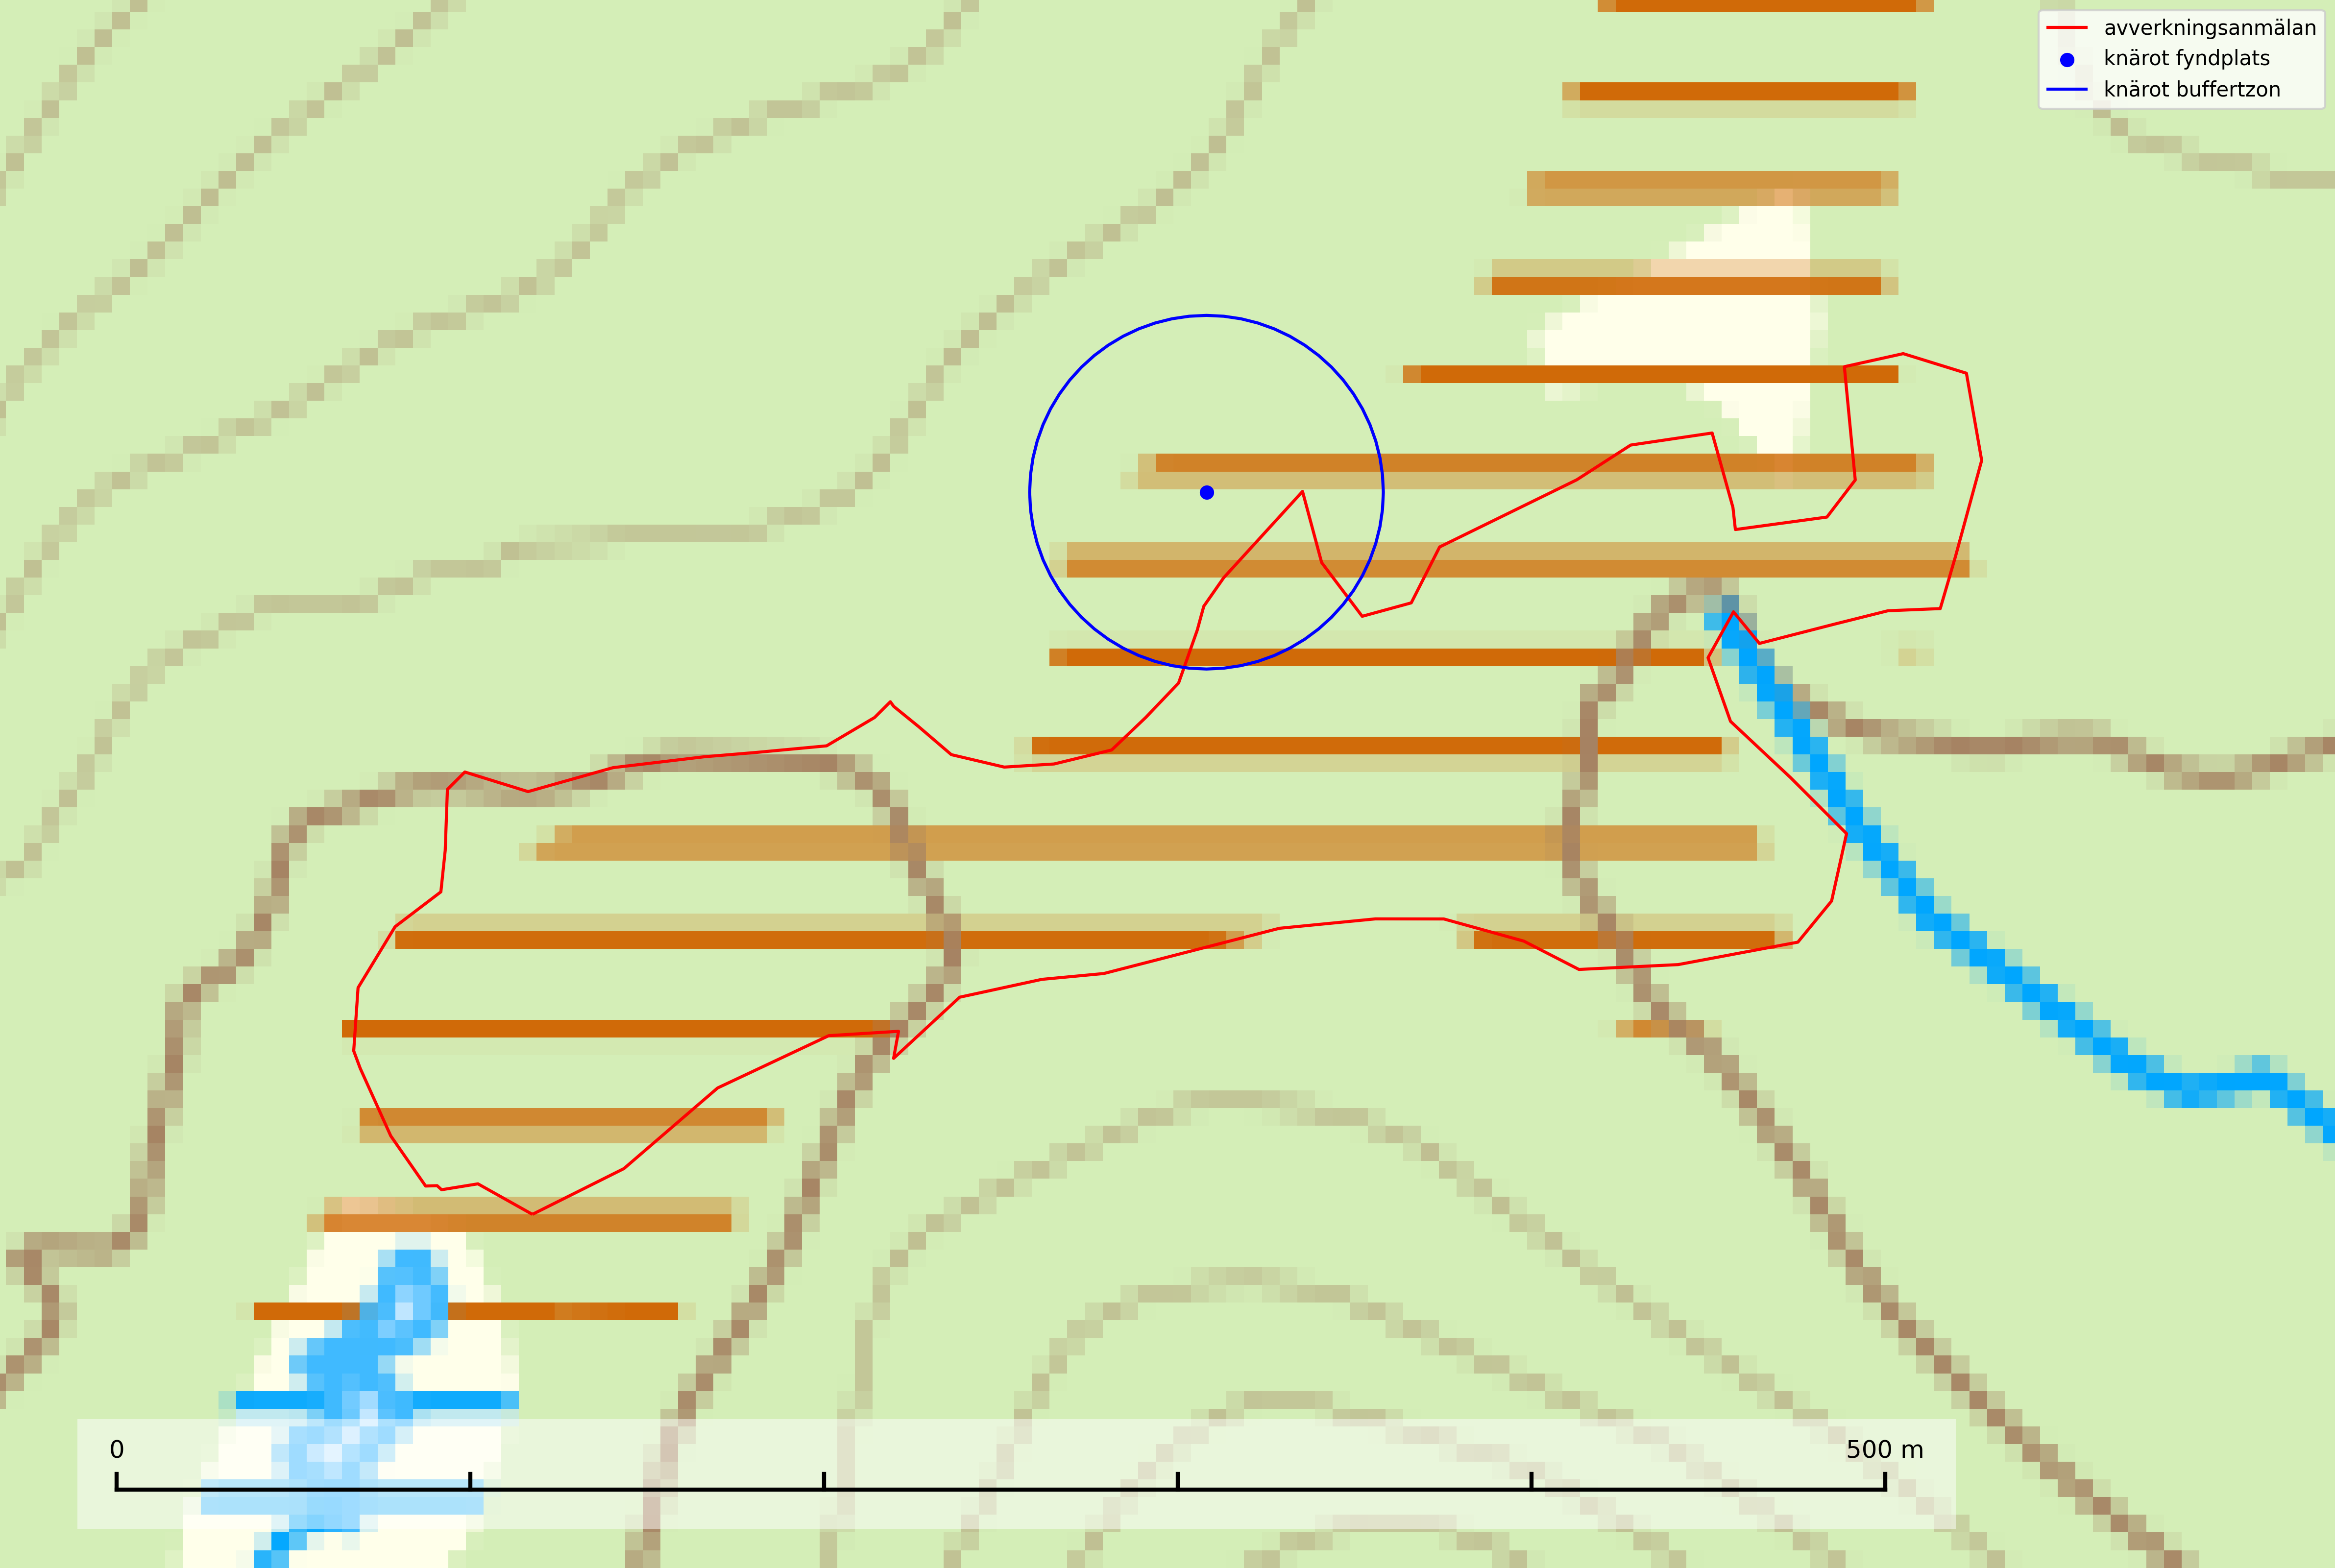 avverkningsanmälan
knärot fyndplats
knärot buffertzon
0
500 m